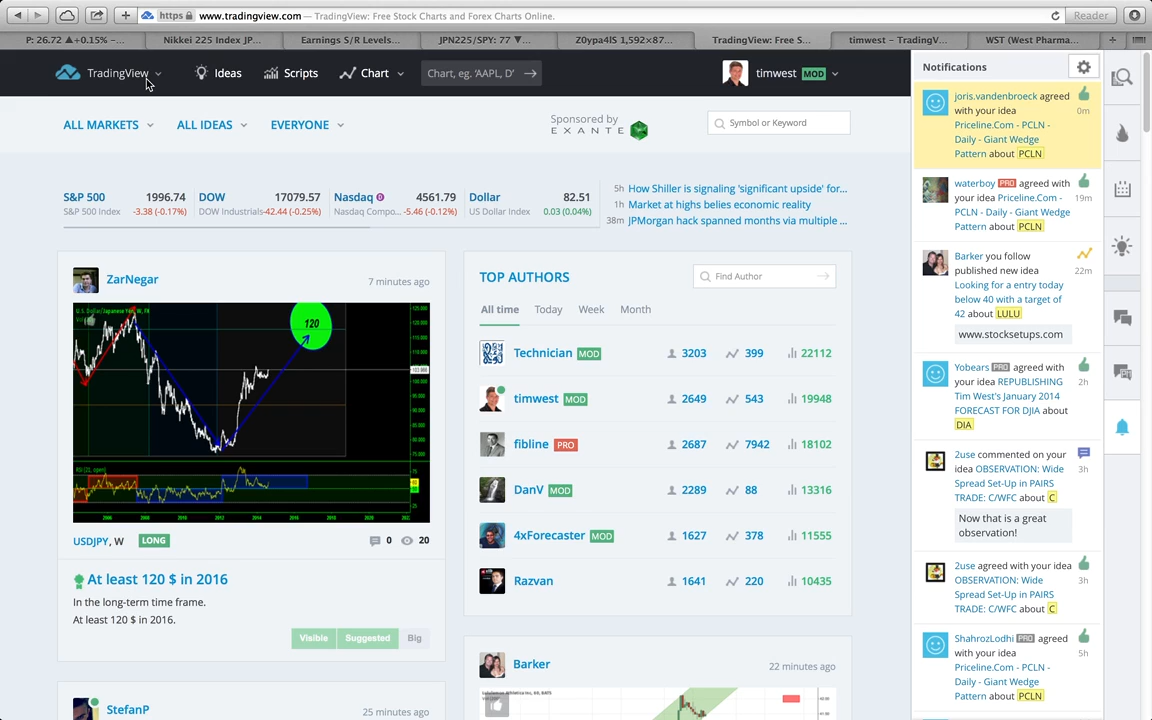 https www.tradingview.com — TradingView: Free Stock Charts and Forex Charts Online.
Reader
P: 26.72 ▲+0.15% –...
Nikkei 225 Index JP...
Earnings S/R Levels...
JPN225/SPY: 77 ▼...
Z0ypa4IS 1,592×87...
TradingView: Free S...
timwest – TradingV...
WST (West Pharma...
TradingView
Ideas
Scripts
Chart
Chart, eg. 'AAPL, D'
timwest MOD
ALL MARKETS
ALL IDEAS
EVERYONE
Sponsored by
EXANTE
Symbol or Keyword
S&P 500 1996.74
S&P 500 Index -3.38 (-0.17%)
DOW 17079.57
DOW Industrials -42.44 (-0.25%)
Nasdaq D 4561.79
Nasdaq Compo... -5.46 (-0.12%)
Dollar 82.51
US Dollar Index 0.03 (0.04%)
5h How Shiller is signaling 'significant upside' for...
1h Market at highs belies economic reality
38m JPMorgan hack spanned months via multiple ...
ZarNegar 7 minutes ago
120
RSI (21, open)
2006 2008 2010 2012 2014 2016
USDJPY, W LONG 0 20
At least 120 $ in 2016
In the long-term time frame.
At least 120 $ in 2016.
Visible Suggested Big
StefanP 25 minutes ago
TOP AUTHORS
Find Author
All time Today Week Month
Technician MOD 3203 399 22112
timwest MOD 2649 543 19948
fibline PRO 2687 7942 18102
DanV MOD 2289 88 13316
4xForecaster MOD 1627 378 11555
Razvan 1641 220 10435
Barker 22 minutes ago
Notifications
joris.vandenbroeck agreed
with your idea 0m
Priceline.Com - PCLN -
Daily - Giant Wedge
Pattern about PCLN
waterboy PRO agreed with
your idea Priceline.Com - 19m
PCLN - Daily - Giant Wedge
Pattern about PCLN
Barker you follow
published new idea 22m
Looking for a entry today
below 40 with a target of
42 about LULU
www.stocksetups.com
Yobears PRO agreed with
your idea REPUBLISHING 2h
Tim West's January 2014
FORECAST FOR DJIA about
DIA
2use commented on your
idea OBSERVATION: Wide 3h
Spread Set-Up in PAIRS
TRADE: C/WFC about C
Now that is a great
observation!
2use agreed with your idea
OBSERVATION: Wide 3h
Spread Set-Up in PAIRS
TRADE: C/WFC about C
ShahrozLodhi PRO agreed
with your idea 5h
Priceline.Com - PCLN -
Daily - Giant Wedge
Pattern about PCLN